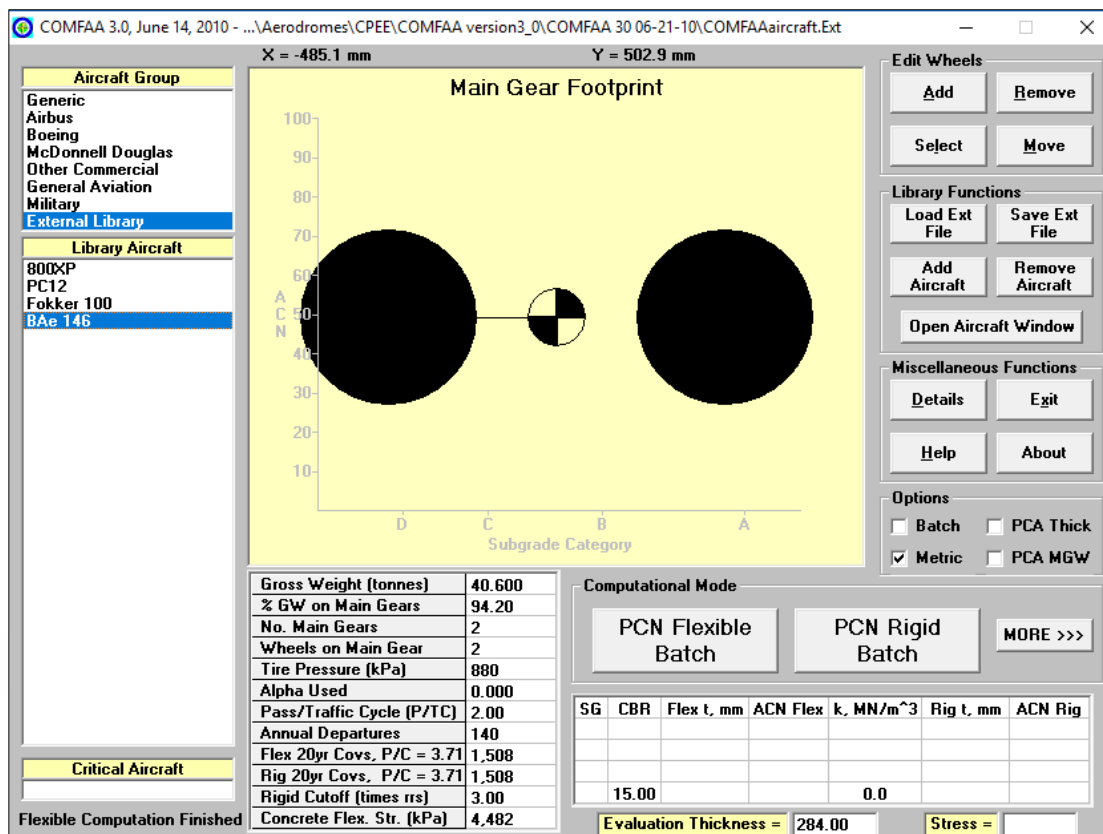 COMFAA 3.0, June 14, 2010 - ...\Aerodromes\CPEE\COMFAA version3_0\COMFAA 30 06-21-10\COMFAAaircraft.Ext
X = -485.1 mm
Y = 502.9 mm
Aircraft Group
Generic
Airbus
Boeing
McDonnell Douglas
Other Commercial
General Aviation
Military
External Library
Library Aircraft
800XP
PC12
Fokker 100
BAe 146
Critical Aircraft
Flexible Computation Finished
Main Gear Footprint
100
90
80
70
60
50
40
30
20
10
A
C
N
D C B A
Subgrade Category
Gross Weight (tonnes) 40.600
% GW on Main Gears 94.20
No. Main Gears 2
Wheels on Main Gear 2
Tire Pressure (kPa) 880
Alpha Used 0.000
Pass/Traffic Cycle (P/TC) 2.00
Annual Departures 140
Flex 20yr Covs, P/C = 3.71 1,508
Rig 20yr Covs, P/C = 3.71 1,508
Rigid Cutoff (times rrs) 3.00
Concrete Flex. Str. (kPa) 4,482
Edit Wheels
Add Remove
Select Move
Library Functions
Load Ext
File
Save Ext
File
Add
Aircraft
Remove
Aircraft
Open Aircraft Window
Miscellaneous Functions
Details Exit
Help About
Options
Batch PCA Thick
Metric PCA MGW
Computational Mode
PCN Flexible
Batch
PCN Rigid
Batch
MORE >>>
SG CBR Flex t, mm ACN Flex k, MN/m^3 Rig t, mm ACN Rig
15.00 0.0
Evaluation Thickness = 284.00 Stress =